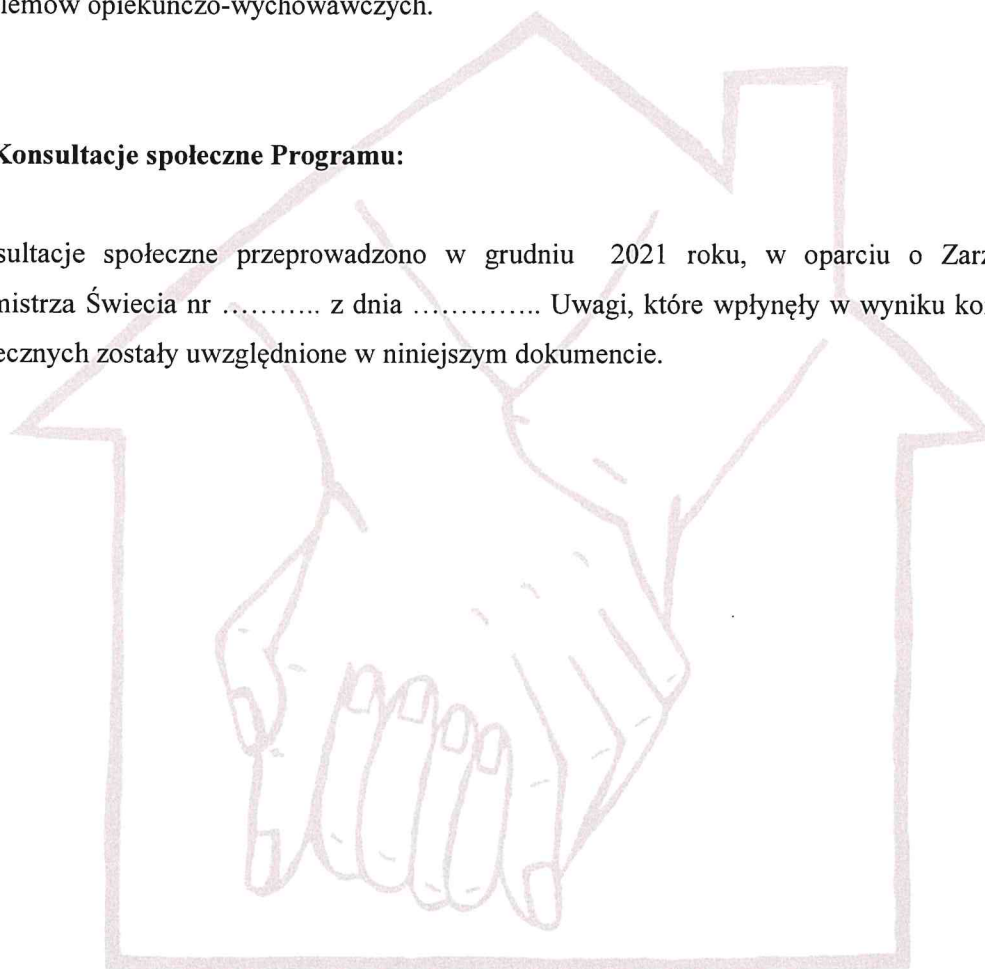 lemów opiekuńczo-wychowawczych.
Konsultacje społeczne Programu:
sultacje społeczne przeprowadzono w grudniu 2021 roku, w oparciu o Zarz
mistrza Świecia nr ........... z dnia .............. Uwagi, które wpłynęły w wyniku ko
ecznych zostały uwzględnione w niniejszym dokumencie.